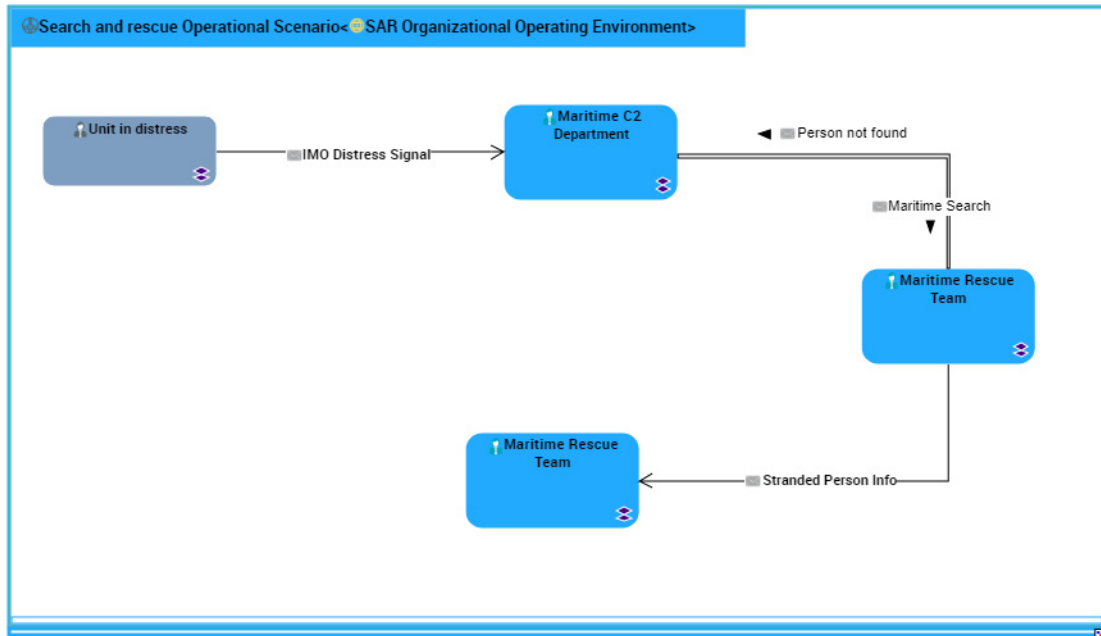 Search and rescue Operational Scenario<SAR Organizational Operating Environment>
Unit in distress
IMO Distress Signal
Maritime C2
Department
Person not found
Maritime Search
Maritime Rescue
Team
Maritime Rescue
Team
Stranded Person Info